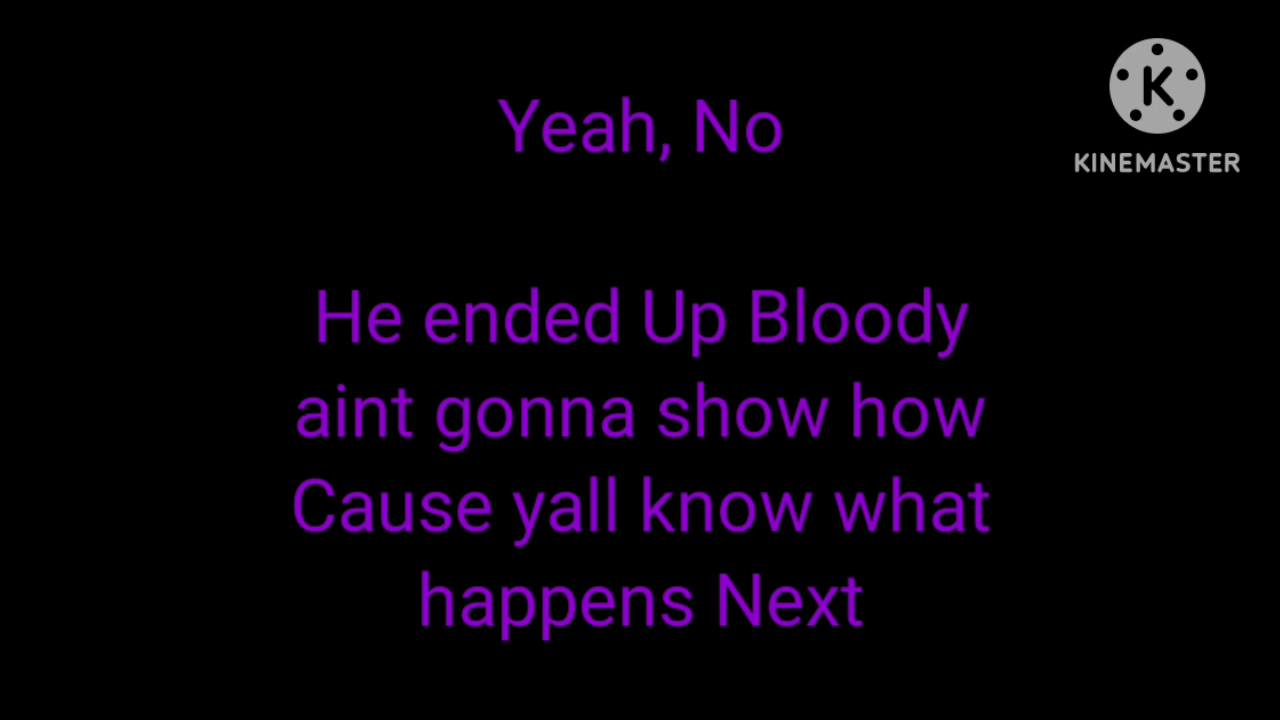 Yeah, No
K
KINEMASTER
He ended Up Bloody
aint gonna show how
Cause yall know what
happens Next